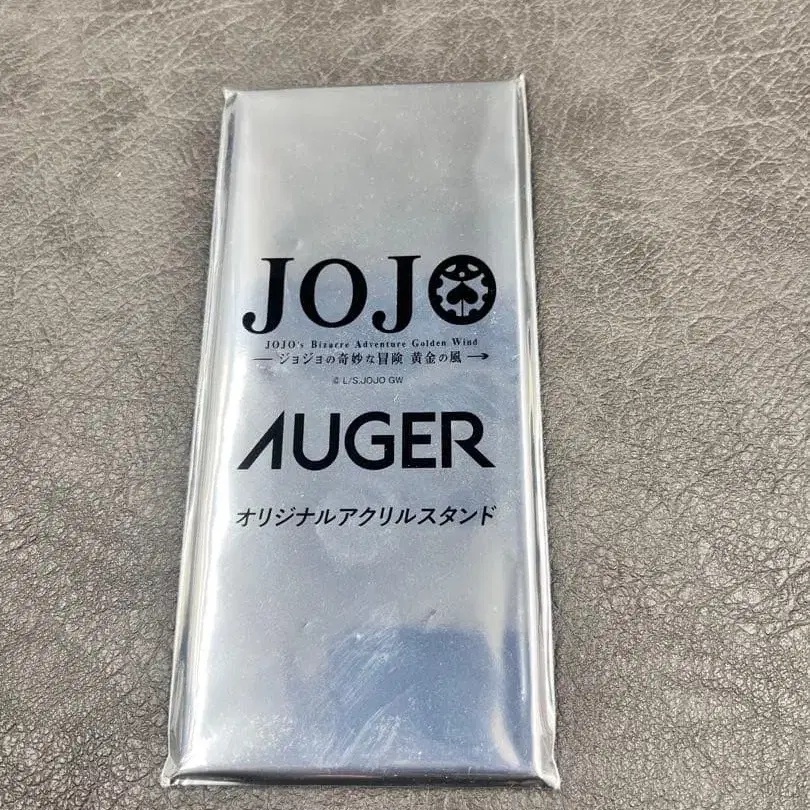 JOJO
JOJO's Bizarre Adventure Golden Wind
ジョジョの奇妙な冒険 黄金の風
© L/S.JOJO GW
AUGER
オリジナルアクリルスタンド